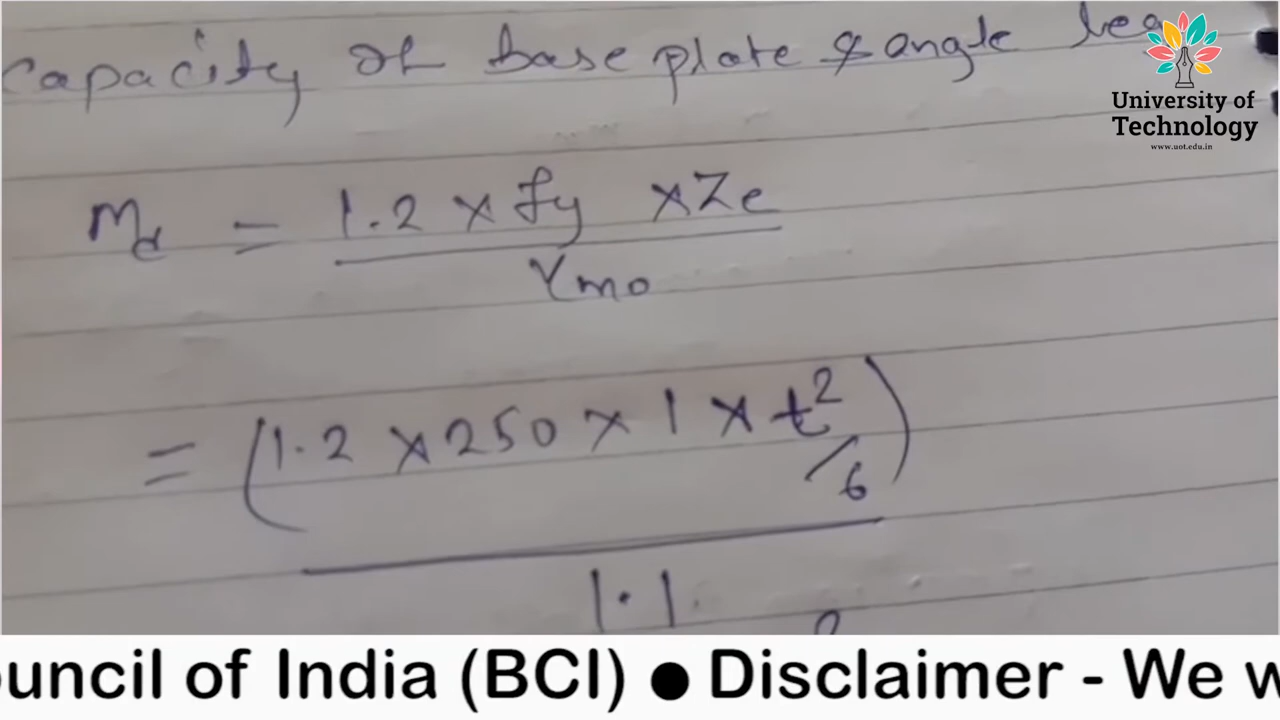 capacity of base plate & angle
University of
Technology
www.uot.edu.in
Md = 1.2 x fy x Ze
γmo
= (1.2 x 250 x 1 x t²/6)
1.1
ouncil of India (BCI) ● Disclaimer - We w